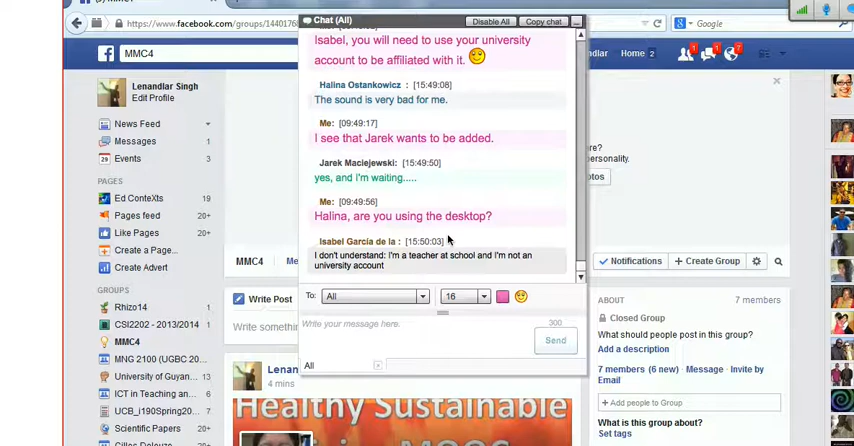 https://www.facebook.com/groups/1440176
Google
MMC4
Home 2
1
1
7
Lenandlar Singh
Edit Profile
News Feed
Messages
Events
PAGES
Ed ConteXts 19
Pages feed 20+
Like Pages 20+
Create a Page...
Create Advert
GROUPS
Rhizo14 20+
CSI2202 - 2013/2014 20+
MMC4
MNG 2100 (UGBC 20...
University of Guyan... 13
ICT in Teaching and...
UCB_i190Spring20...
Scientific Papers 20+
Chat (All)
Disable All
Copy chat
Isabel, you will need to use your university
account to be affiliated with it.
Halina Ostankowicz : [15:49:08]
The sound is very bad for me.
Me: [09:49:17]
I see that Jarek wants to be added.
Jarek Maciejewski: [15:49:50]
yes, and I'm waiting.....
Me: [09:49:56]
Halina, are you using the desktop?
Isabel García de la : [15:50:03]
I don't understand: I'm a teacher at school and I'm not an
university account
To: All 16
Write your message here.
300
Send
All
MMC4
Notifications
Create Group
Write Post
Write somethin
Lenan
4 mins
Healthy Sustainable
ABOUT 7 members
Closed Group
What should people post in this group?
Add a description
7 members (6 new) · Message · Invite by
Email
+ Add people to Group
What is this group about?
Set tags